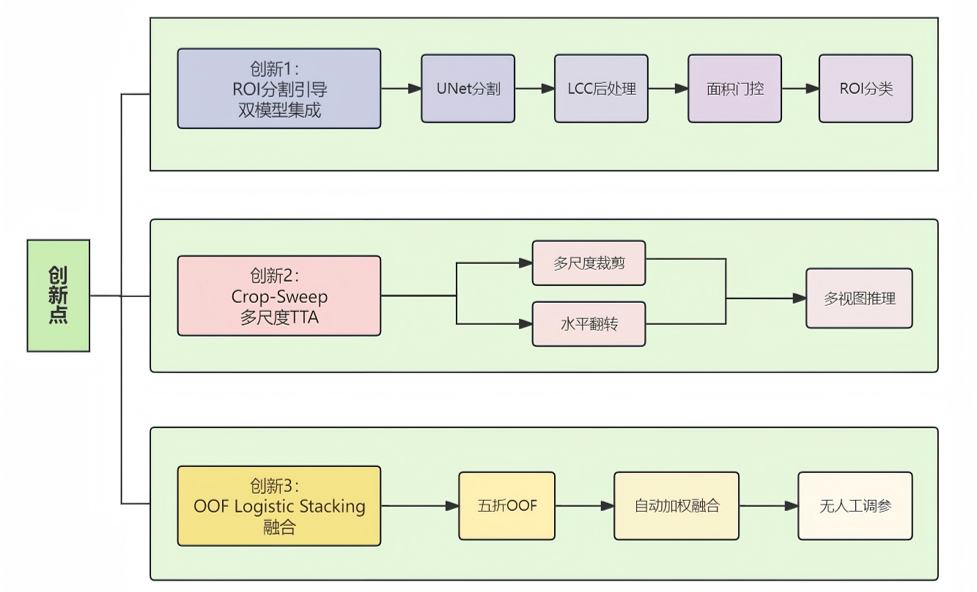 创新点
创新1：
ROI分割引导
双模型集成
UNet分割
LCC后处理
面积门控
ROI分类
创新2：
Crop-Sweep
多尺度TTA
多尺度裁剪
水平翻转
多视图推理
创新3：
OOF Logistic Stacking
融合
五折OOF
自动加权融合
无人工调参